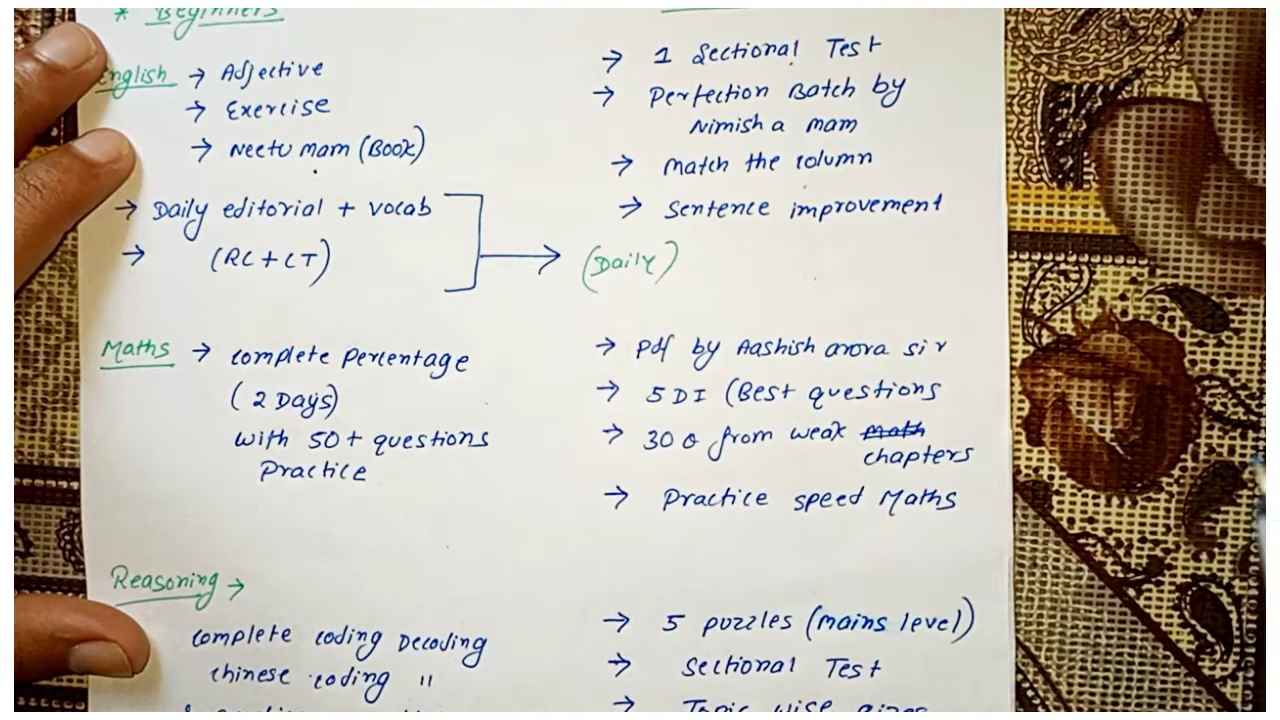 * Beginners
English → Adjective
→ Exercise
→ Neetu mam (Book)
→ Daily editorial + vocab
→ (RC + CT)
→ (Daily)
→ 1 Sectional Test
→ Perfection Batch by
Nimisha mam
→ Match the column
→ Sentence improvement
Maths → complete Percentage
(2 Days)
with 50+ questions
Practice
→ Pdf by Aashish arora sir
→ 5 DI (Best questions
→ 30 Q from weak math
chapters
→ Practice speed Maths
Reasoning →
complete coding Decoding
chinese coding "
→ 5 puzzles (mains level)
→ Sectional Test
→ Topic wise